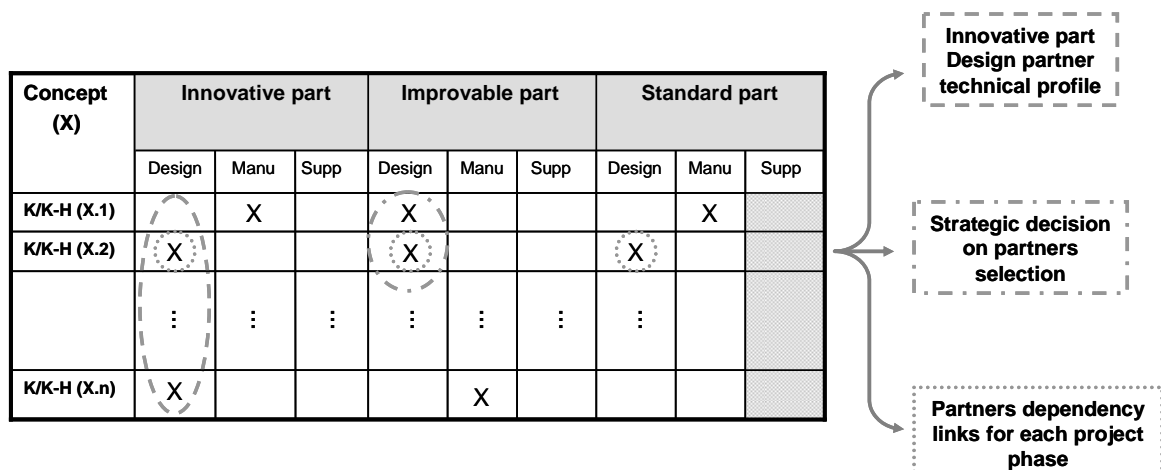 Concept (X) Innovative part Improvable part Standard part
Design Manu Supp Design Manu Supp Design Manu Supp
K/K-H (X.1) X X X
K/K-H (X.2) X X X
⋮ ⋮ ⋮ ⋮ ⋮ ⋮ ⋮
K/K-H (X.n) X X
Innovative part
Design partner
technical profile
Strategic decision
on partners
selection
Partners dependency
links for each project
phase